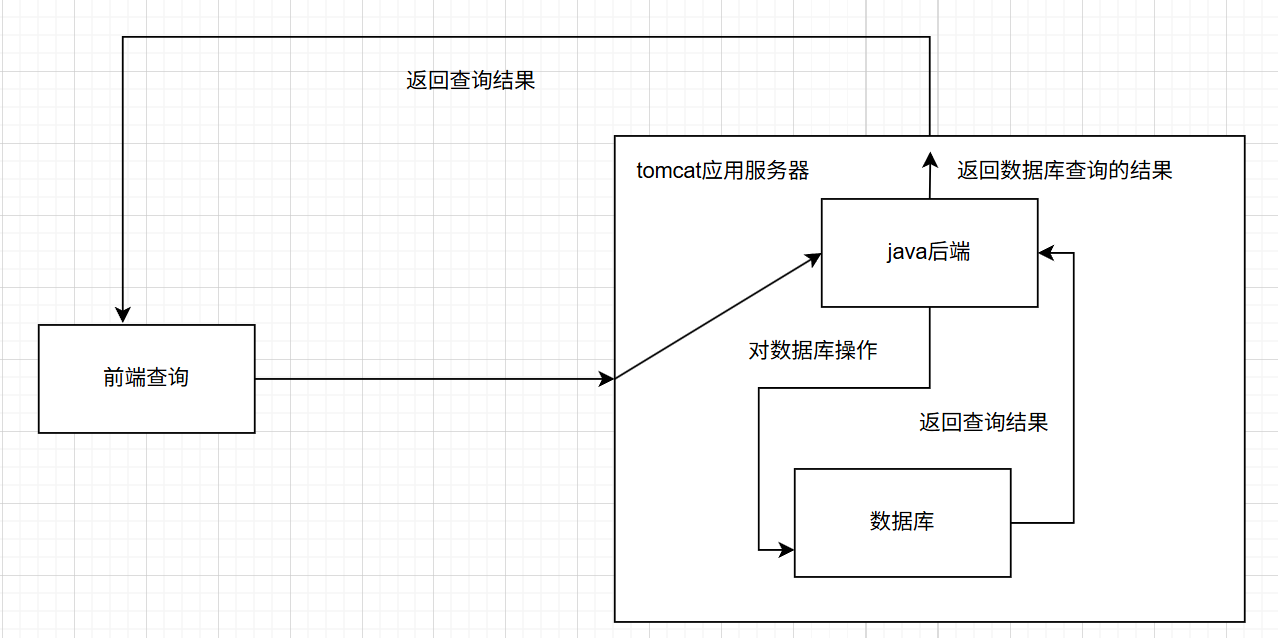 返回查询结果
tomcat应用服务器
返回数据库查询的结果
java后端
对数据库操作
前端查询
返回查询结果
数据库